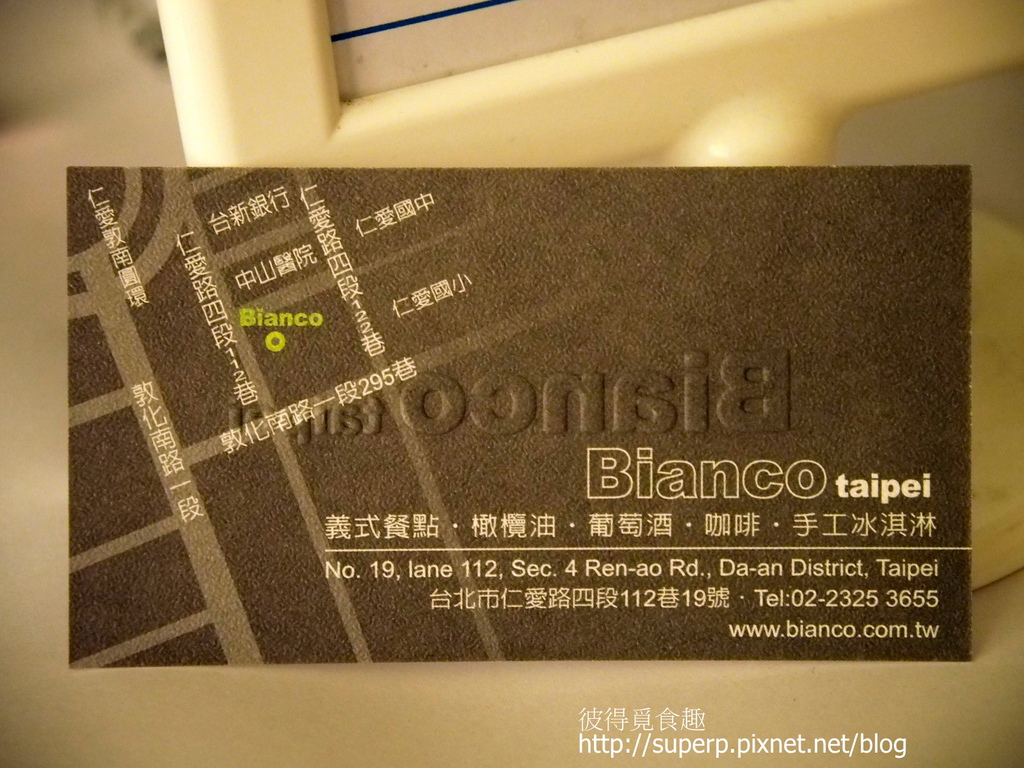 仁愛敦南圓環
台新銀行
仁愛路四段122巷
仁愛國中
仁愛路四段112巷
中山醫院
仁愛國小
Bianco
敦化南路一段295巷
敦化南路一段
Bianco taipei
Bianco taipei
義式餐點·橄欖油·葡萄酒·咖啡·手工冰淇淋
No. 19, lane 112, Sec. 4 Ren-ao Rd., Da-an District, Taipei
台北市仁愛路四段112巷19號·Tel:02-2325 3655
www.bianco.com.tw
彼得覓食趣
http://superp.pixnet.net/blog